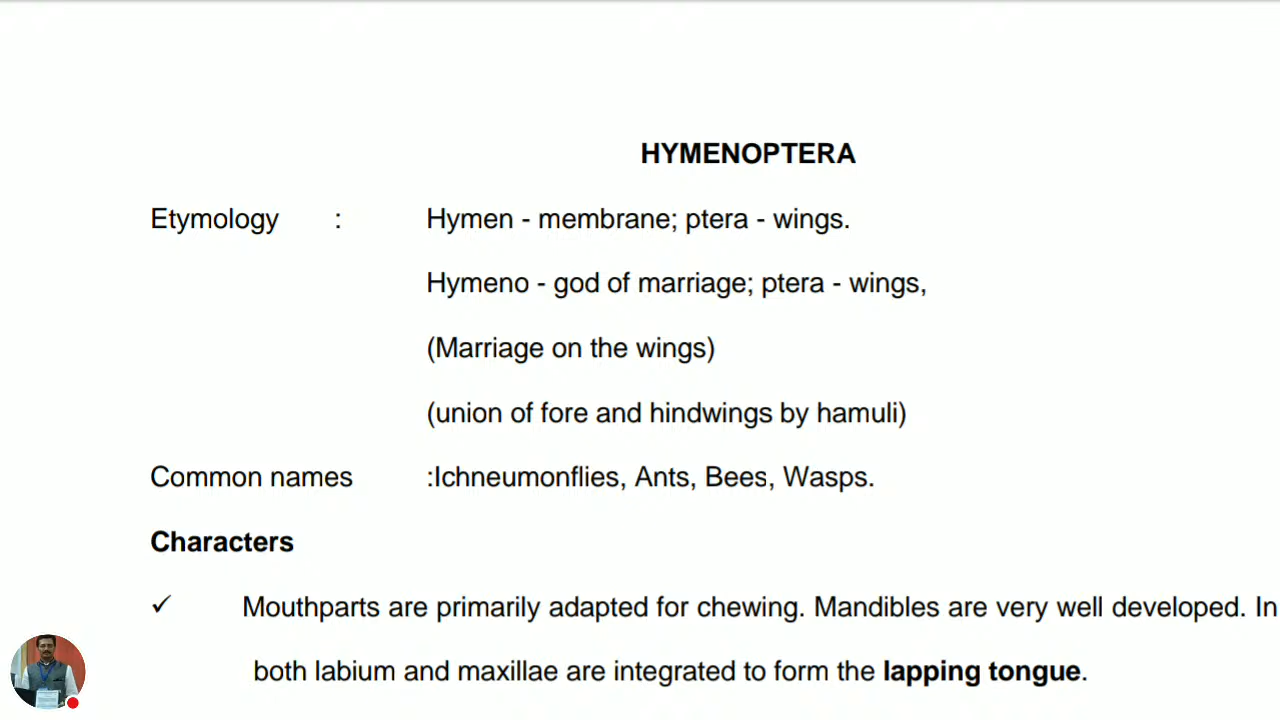 HYMENOPTERA
Etymology : Hymen - membrane; ptera - wings.
Hymeno - god of marriage; ptera - wings,
(Marriage on the wings)
(union of fore and hindwings by hamuli)
Common names :Ichneumonflies, Ants, Bees, Wasps.
Characters
✓ Mouthparts are primarily adapted for chewing. Mandibles are very well developed. In
both labium and maxillae are integrated to form the lapping tongue.